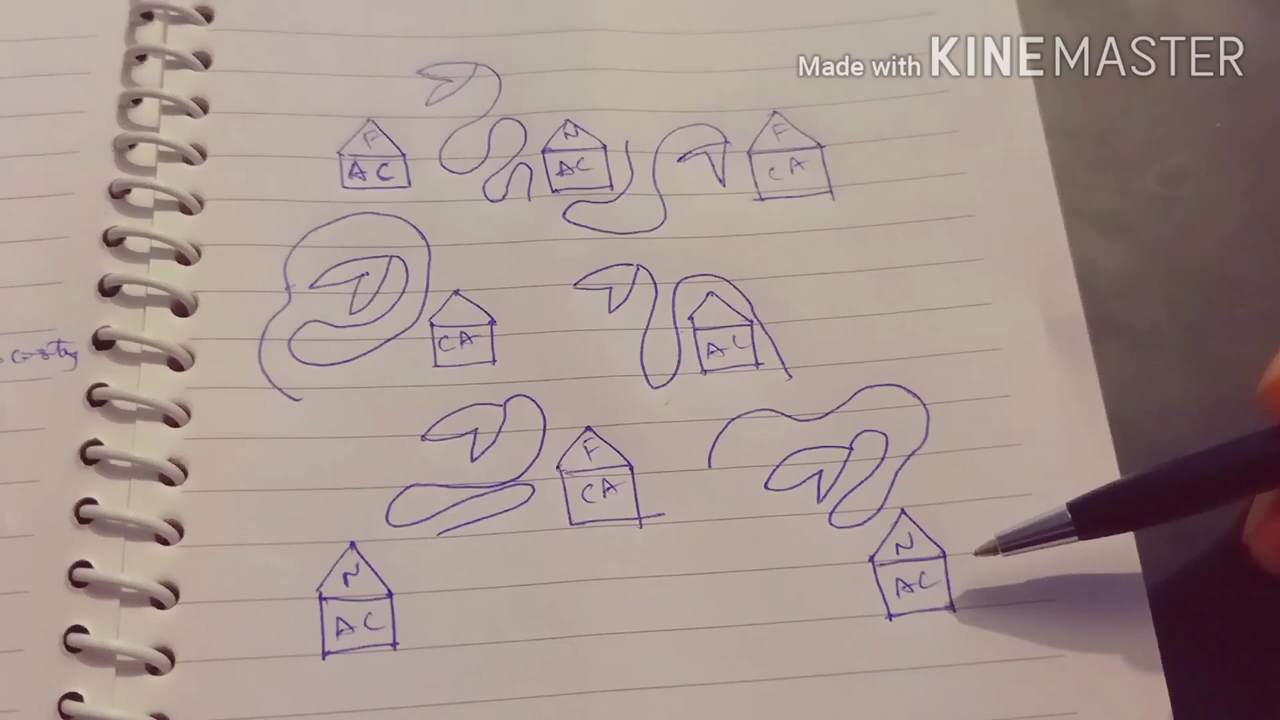 Made with KINEMASTER
F N F
AC AC CA
CA AC
F
CA
N N
AC AC